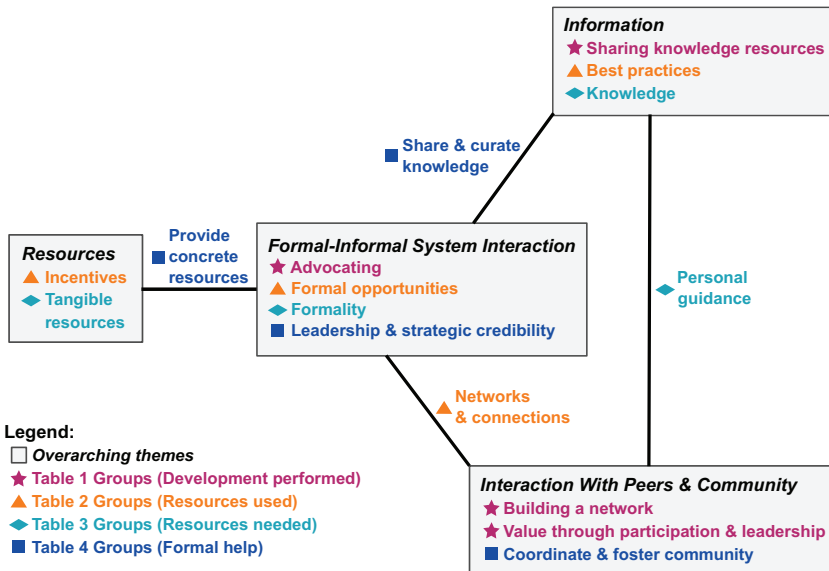 Information
Sharing knowledge resources
Best practices
Knowledge
Share & curate
knowledge
Provide
concrete
resources
Resources
Incentives
Tangible
resources
Formal-Informal System Interaction
Advocating
Formal opportunities
Formality
Leadership & strategic credibility
Personal
guidance
Networks
& connections
Legend:
Overarching themes
Table 1 Groups (Development performed)
Table 2 Groups (Resources used)
Table 3 Groups (Resources needed)
Table 4 Groups (Formal help)
Interaction With Peers & Community
Building a network
Value through participation & leadership
Coordinate & foster community